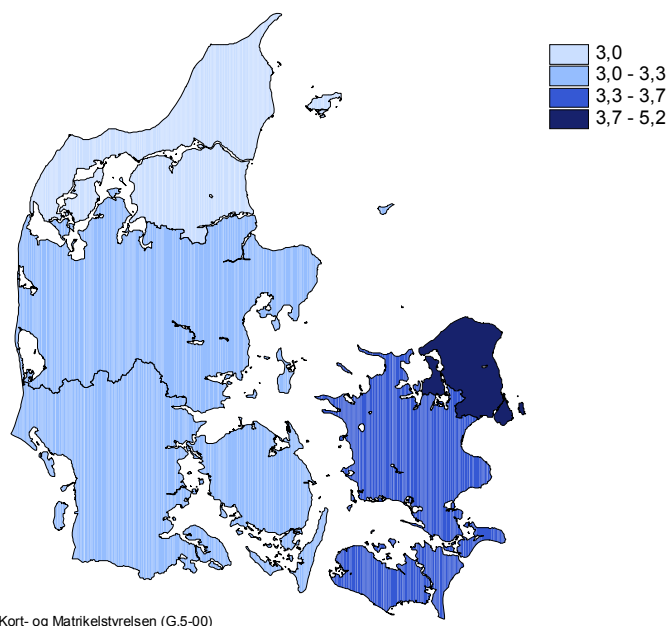 3,0
3,0 - 3,3
3,3 - 3,7
3,7 - 5,2
Kort- og Matrikelstyrelsen (G.5-00)